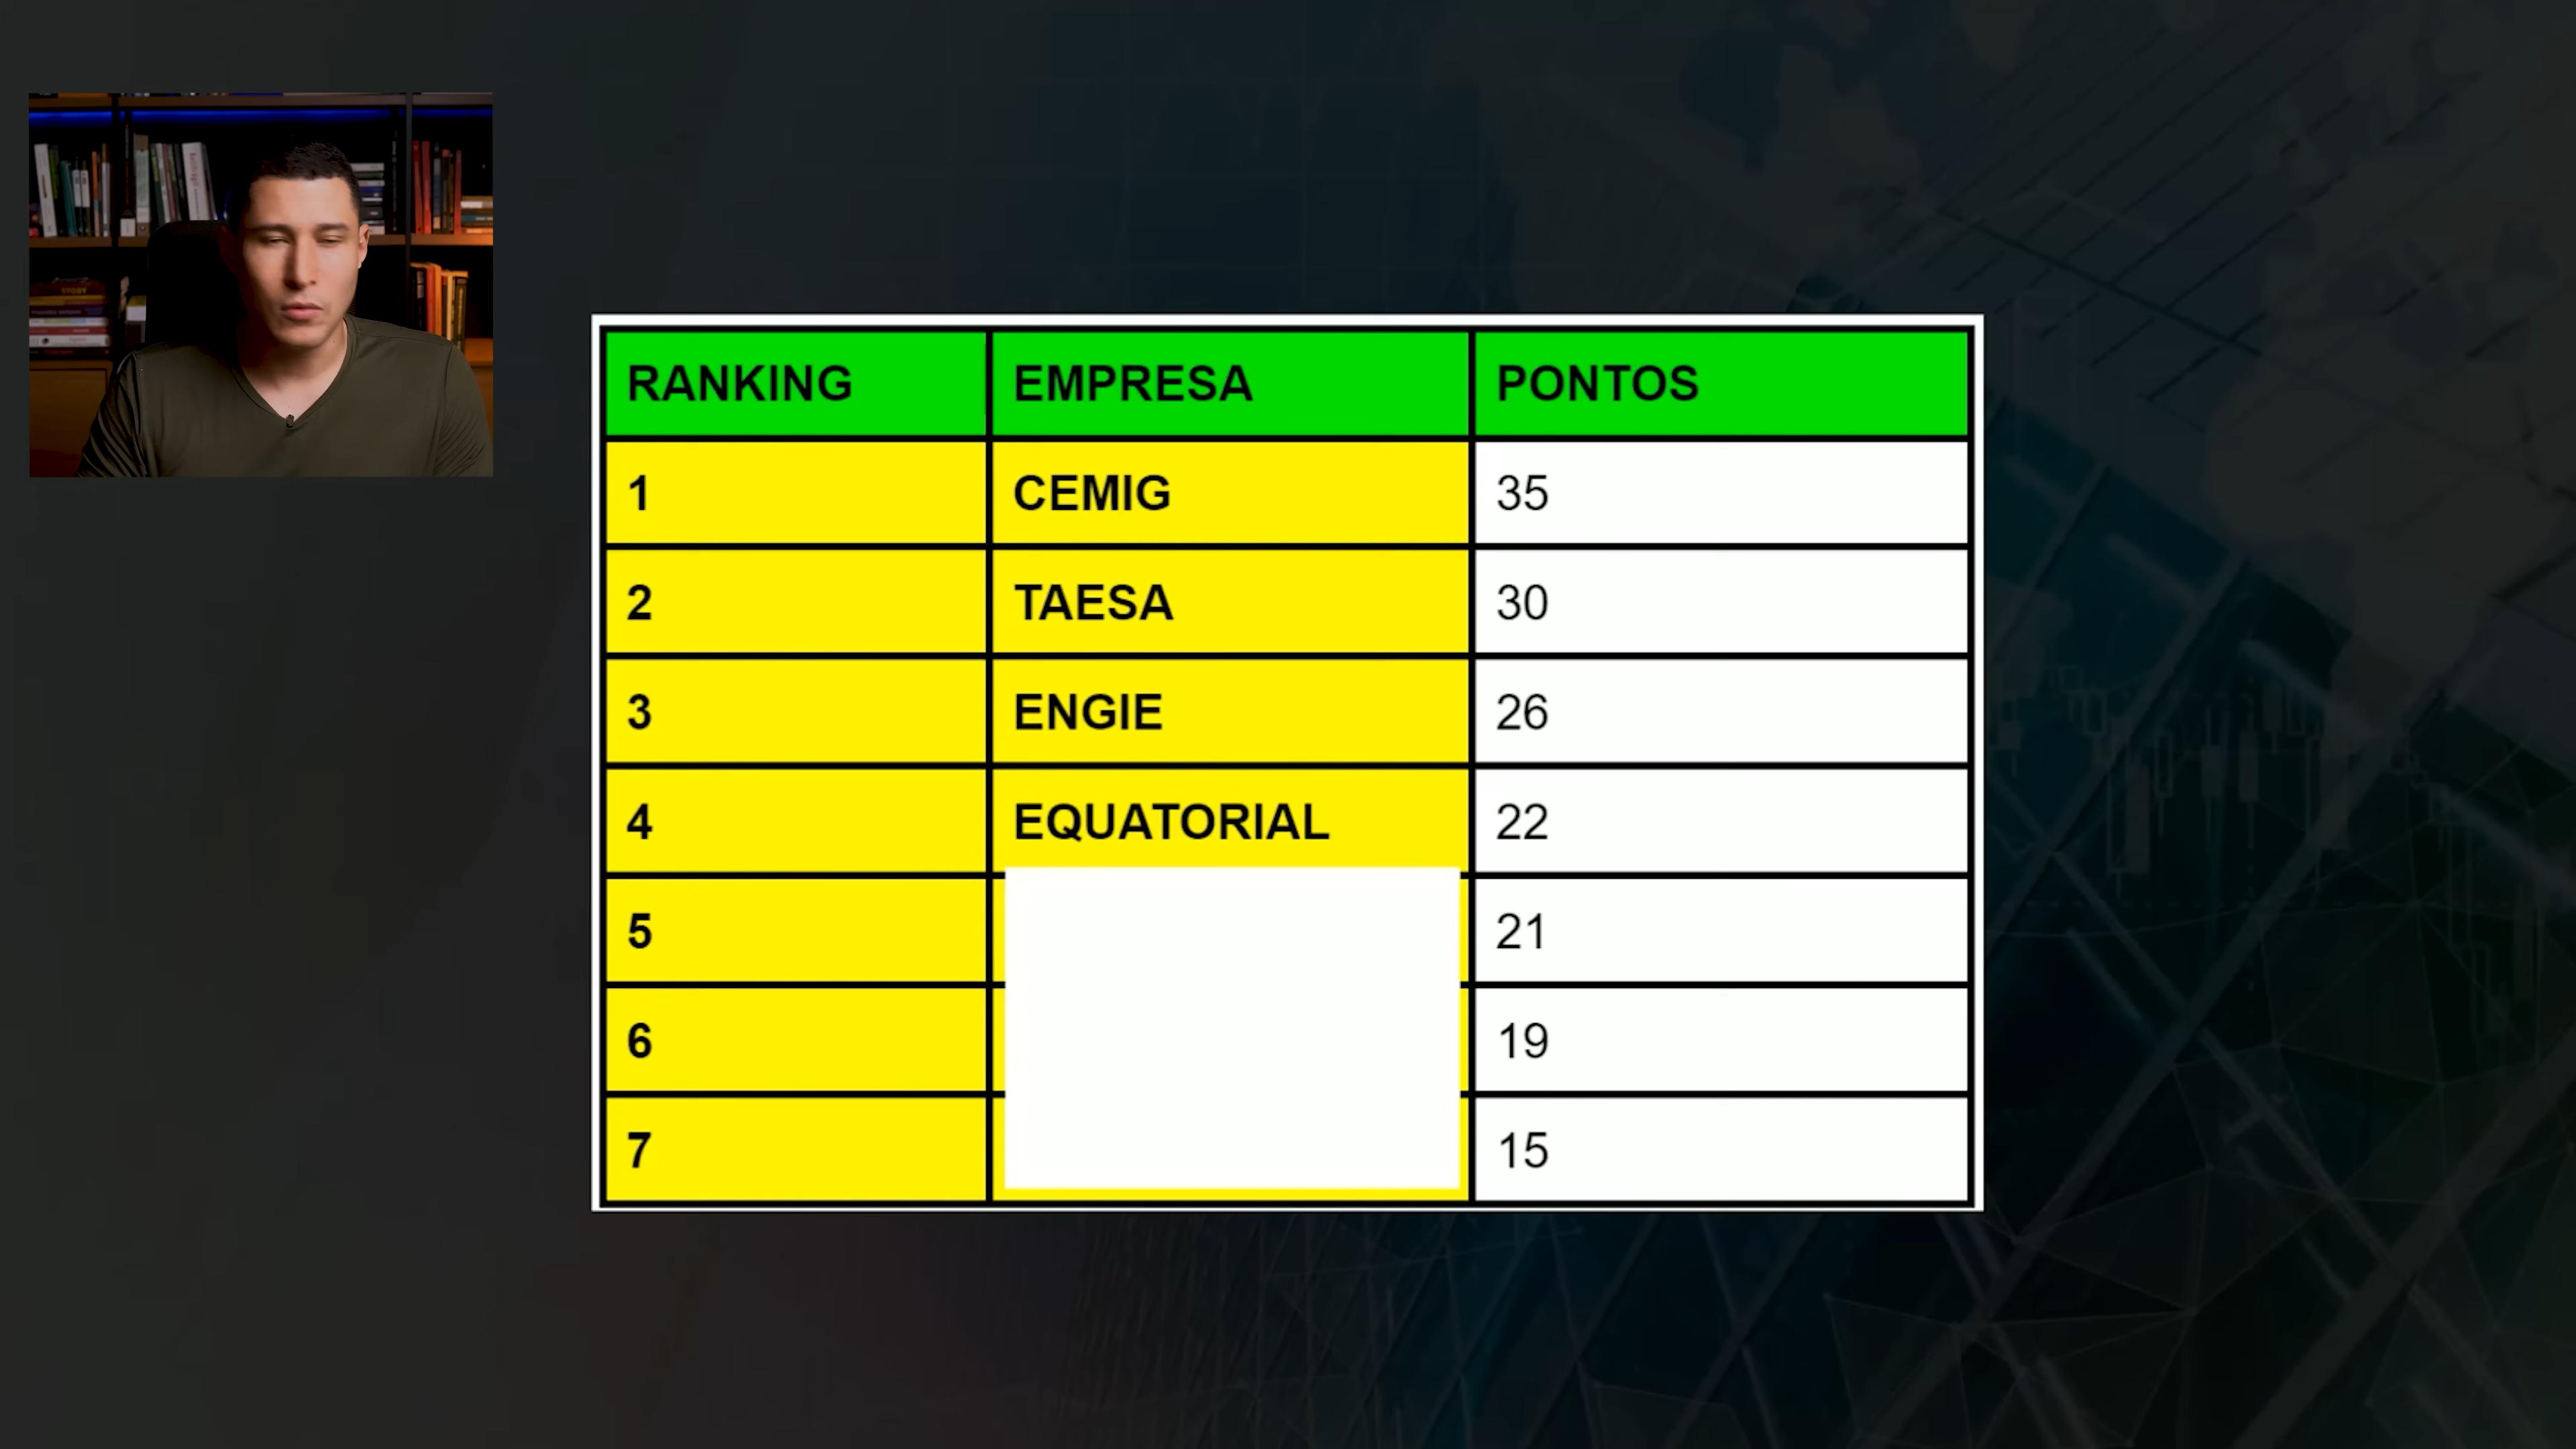 RANKING EMPRESA PONTOS
1 CEMIG 35
2 TAESA 30
3 ENGIE 26
4 EQUATORIAL 22
5 21
6 19
7 15